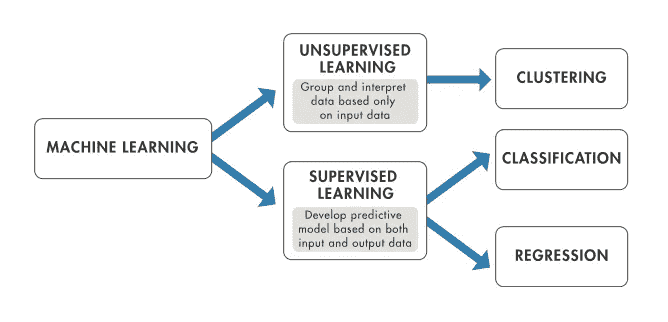 MACHINE LEARNING
UNSUPERVISED
LEARNING
Group and interpret
data based only
on input data
SUPERVISED
LEARNING
Develop predictive
model based on both
input and output data
CLUSTERING
CLASSIFICATION
REGRESSION